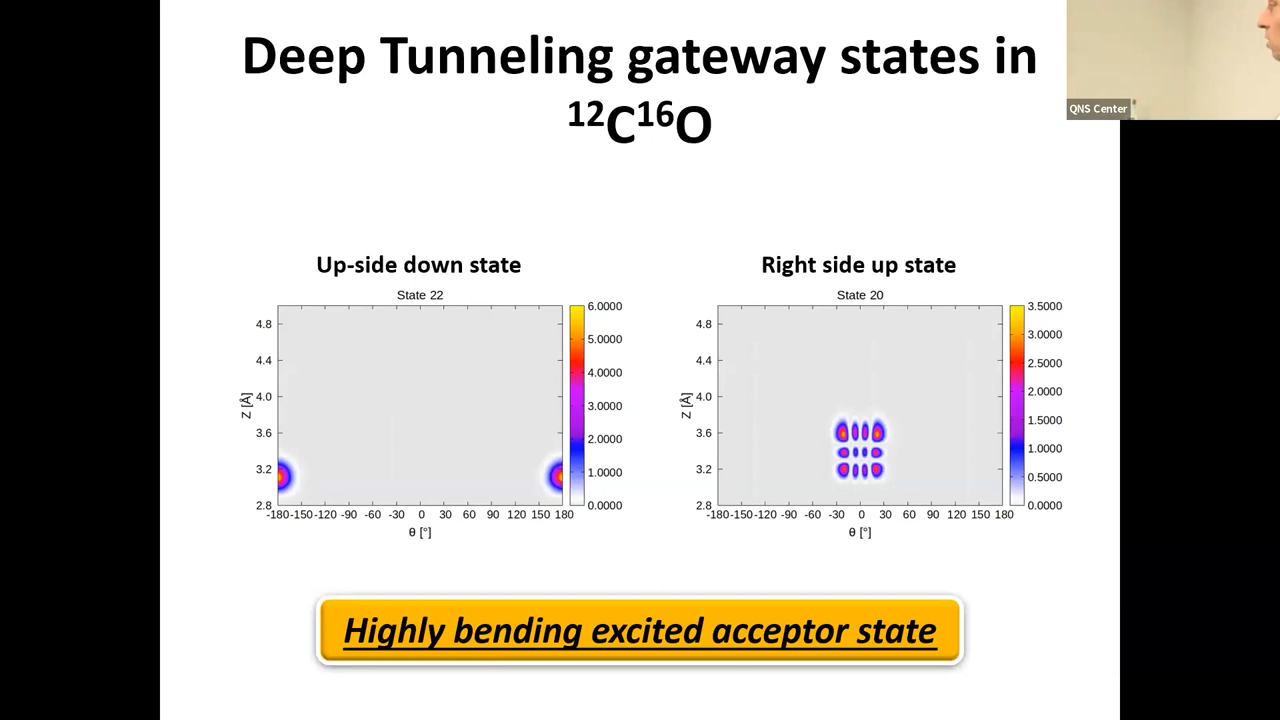 Deep Tunneling gateway states in
¹²C¹⁶O
QNS Center
Up-side down state
State 22
6.0000
5.0000
4.0000
3.0000
2.0000
1.0000
0.0000
4.8
4.4
4.0
3.6
3.2
2.8
Z [Å]
-180 -150 -120 -90 -60 -30 0 30 60 90 120 150 180
θ [°]
Right side up state
State 20
3.5000
3.0000
2.5000
2.0000
1.5000
1.0000
0.5000
0.0000
4.8
4.4
4.0
3.6
3.2
2.8
Z [Å]
-180 -150 -120 -90 -60 -30 0 30 60 90 120 150 180
θ [°]
Highly bending excited acceptor state